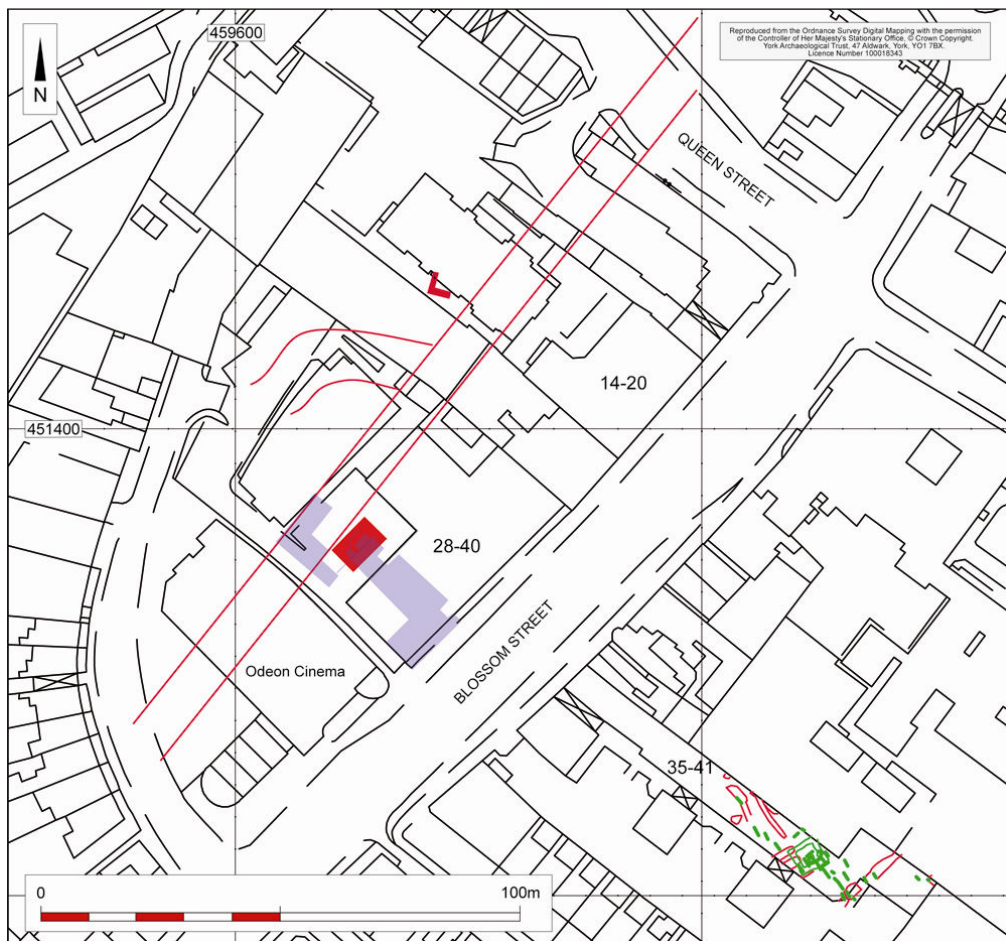 459600
Reproduced from the Ordnance Survey Digital Mapping with the permission
of the Controller of Her Majesty's Stationary Office, © Crown Copyright.
York Archaeological Trust, 47 Aldwark, York, YO1 7BX.
Licence Number 100018343
N
QUEEN STREET
14-20
451400
28-40
BLOSSOM STREET
Odeon Cinema
35-41
0
100m